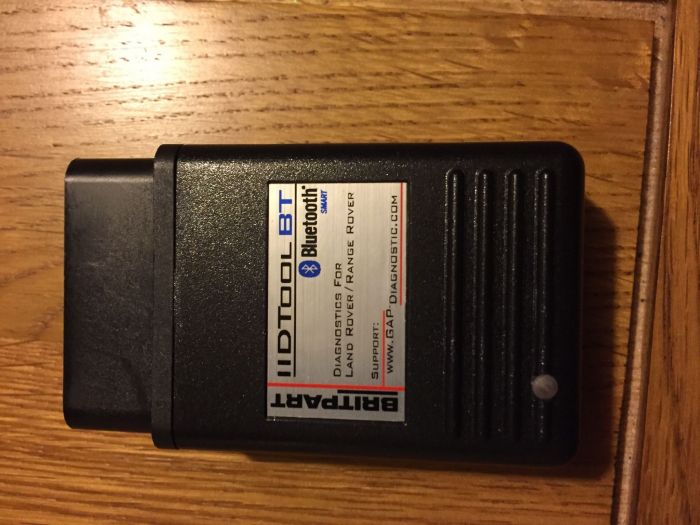 BRITPART
IIDTOOL BT
Bluetooth®
SMART
DIAGNOSTICS FOR
LAND ROVER/RANGE ROVER
SUPPORT:
WWW.GAP-DIAGNOSTIC.COM